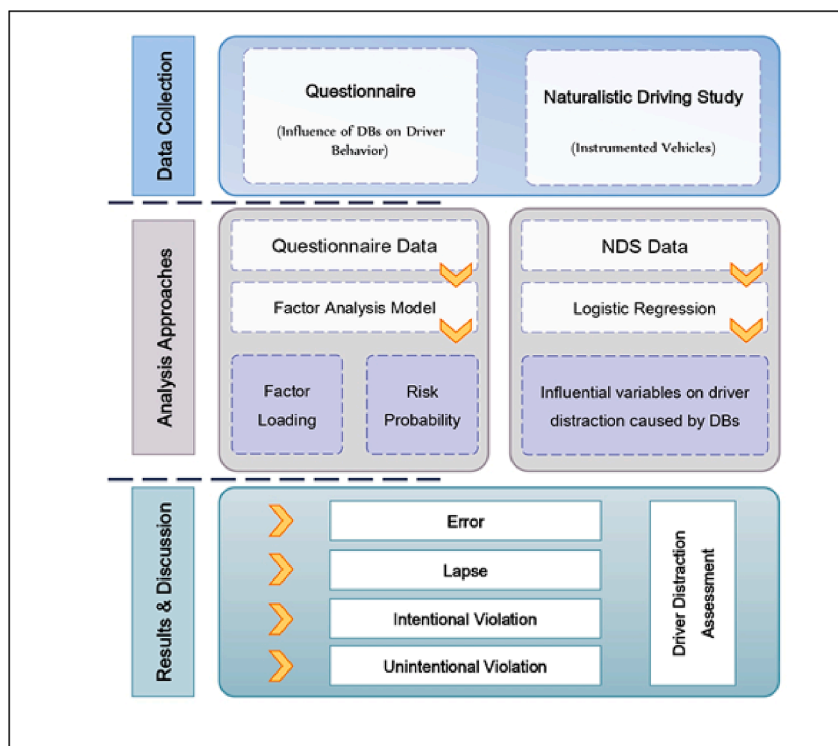 Data Collection
Questionnaire
(Influence of DBs on Driver
Behavior)
Naturalistic Driving Study
(Instrumented Vehicles)
Analysis Approaches
Questionnaire Data
Factor Analysis Model
Factor
Loading
Risk
Probability
NDS Data
Logistic Regression
Influential variables on driver
distraction caused by DBs
Results & Discussion
Error
Lapse
Intentional Violation
Unintentional Violation
Driver Distraction
Assessment